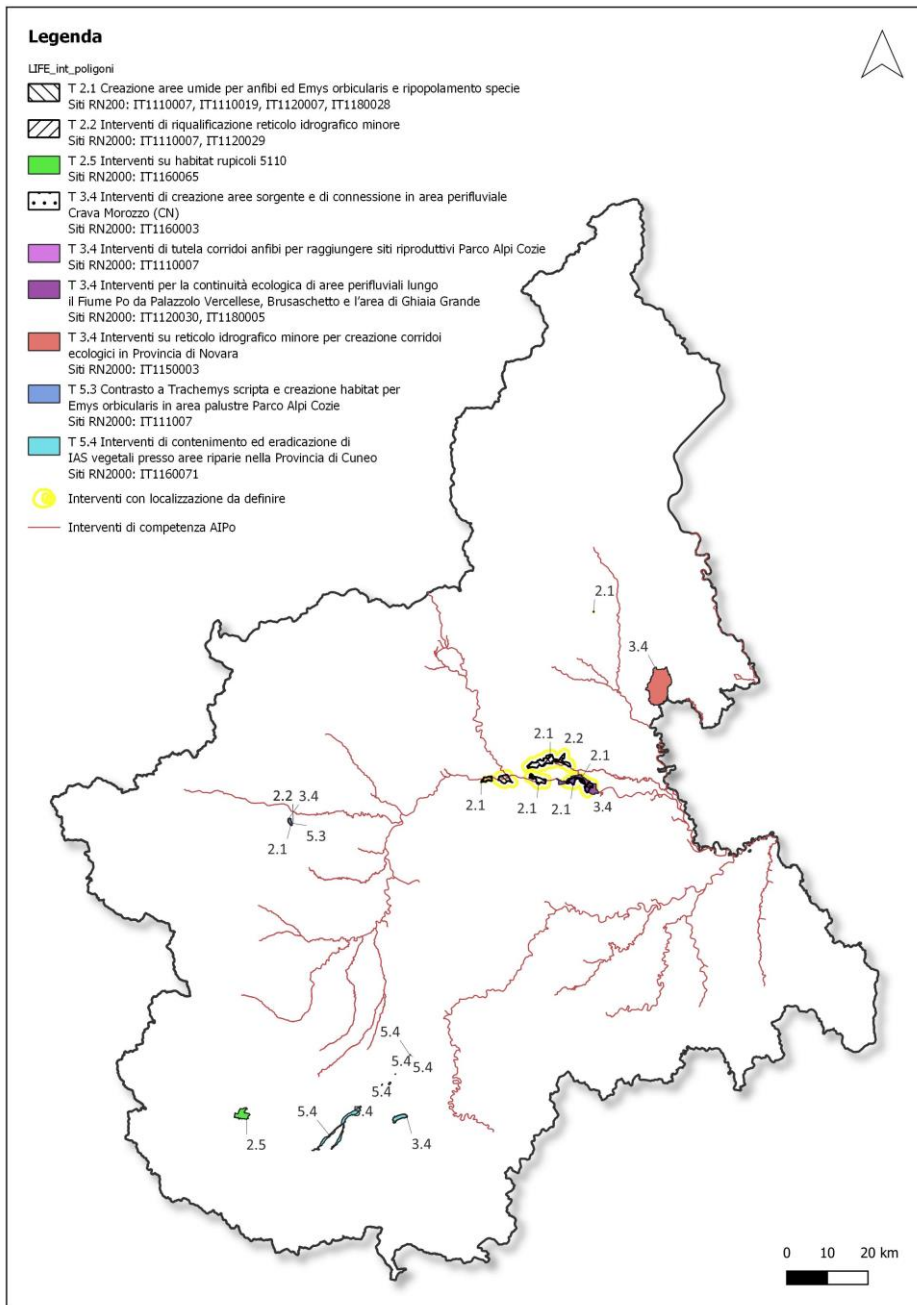 Legenda
LIFE_int_poligoni
T 2.1 Creazione aree umide per anfibi ed Emys orbicularis e ripopolamento specie
Siti RN200: IT1110007, IT1110019, IT1120007, IT1180028
T 2.2 Interventi di riqualificazione reticolo idrografico minore
Siti RN2000: IT1110007, IT1120029
T 2.5 Interventi su habitat rupicoli 5110
Siti RN2000: IT1160065
T 3.4 Interventi di creazione aree sorgente e di connessione in area perifluviale
Crava Morozzo (CN)
Siti RN2000: IT1160003
T 3.4 Interventi di tutela corridoi anfibi per raggiungere siti riproduttivi Parco Alpi Cozie
Siti RN2000: IT1110007
T 3.4 Interventi per la continuità ecologica di aree perifluviali lungo
il Fiume Po da Palazzolo Vercellese, Brusaschetto e l'area di Ghiaia Grande
Siti RN2000: IT1120030, IT1180005
T 3.4 Interventi su reticolo idrografico minore per creazione corridoi
ecologici in Provincia di Novara
Siti RN2000: IT1150003
T 5.3 Contrasto a Trachemys scripta e creazione habitat per
Emys orbicularis in area palustre Parco Alpi Cozie
Siti RN2000: IT111007
T 5.4 Interventi di contenimento ed eradicazione di
IAS vegetali presso aree riparie nella Provincia di Cuneo
Siti RN2000: IT1160071
Interventi con localizzazione da definire
Interventi di competenza AIPo
2.1
3.4
2.1
2.2
2.1
2.1
2.1
2.1
3.4
2.2
3.4
5.3
2.1
5.4
5.4
5.4
5.4
5.4
.4
3.4
2.5
0 10 20 km